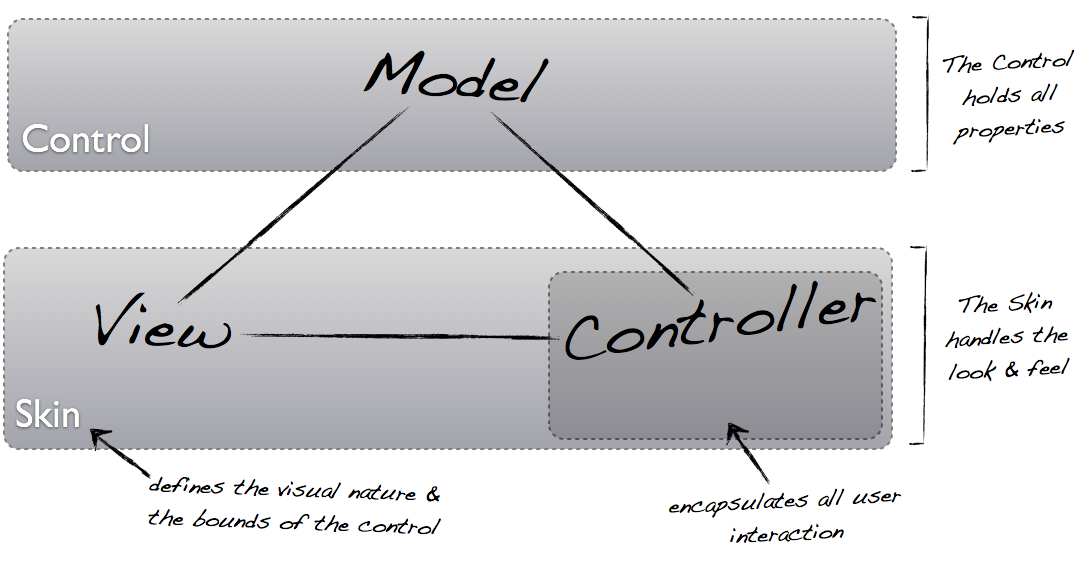 Model
Control
The Control
holds all
properties
View
Controller
Skin
The Skin
handles the
look & feel
defines the visual nature &
the bounds of the control
encapsulates all user
interaction